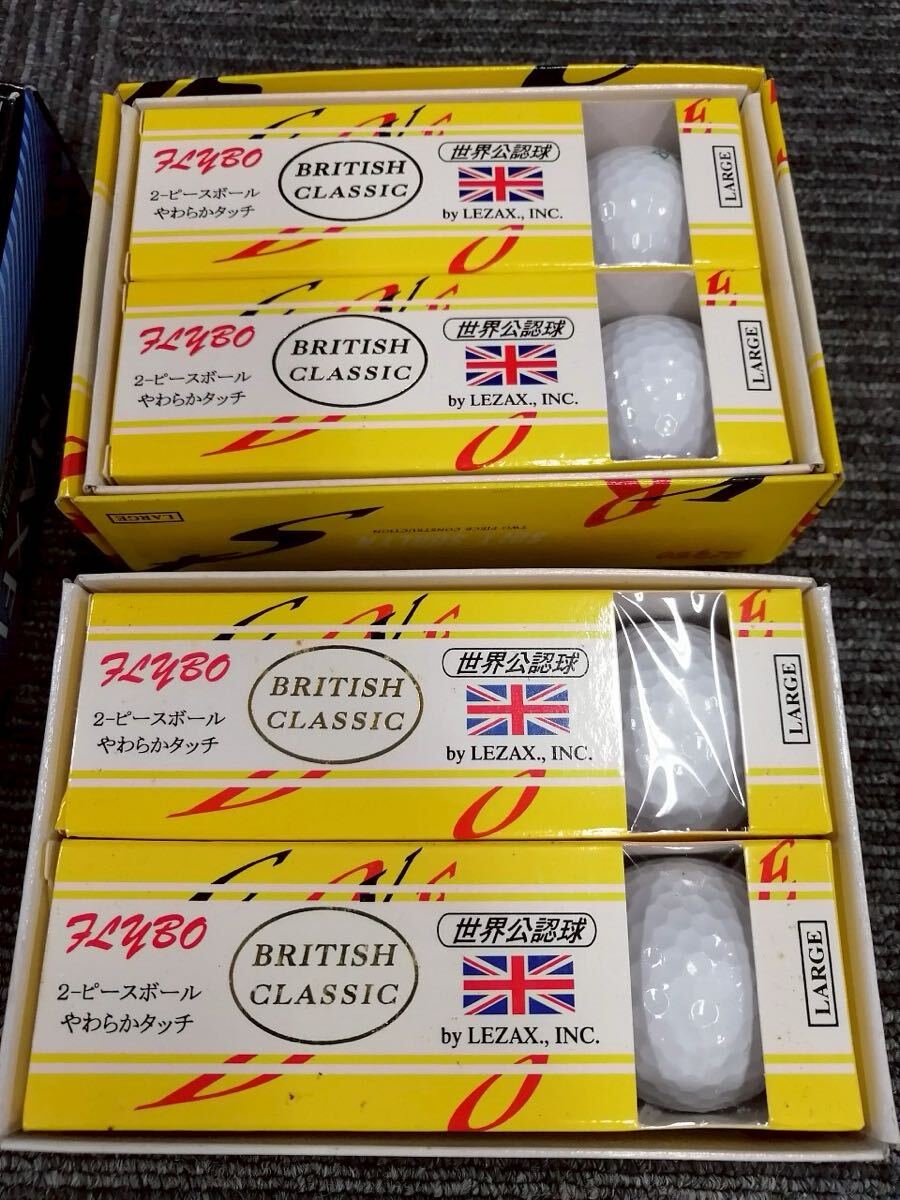 FLYBO
2-ピースボール
やわらかタッチ
BRITISH
CLASSIC
世界公認球
by LEZAX., INC.
LARGE
FLYBO
2-ピースボール
やわらかタッチ
BRITISH
CLASSIC
世界公認球
by LEZAX., INC.
LARGE
LARGE
TWO PIECE CONSTRUCTION
FLYBO
2-ピースボール
やわらかタッチ
BRITISH
CLASSIC
世界公認球
by LEZAX., INC.
LARGE
FLYBO
2-ピースボール
やわらかタッチ
BRITISH
CLASSIC
世界公認球
by LEZAX., INC.
LARGE